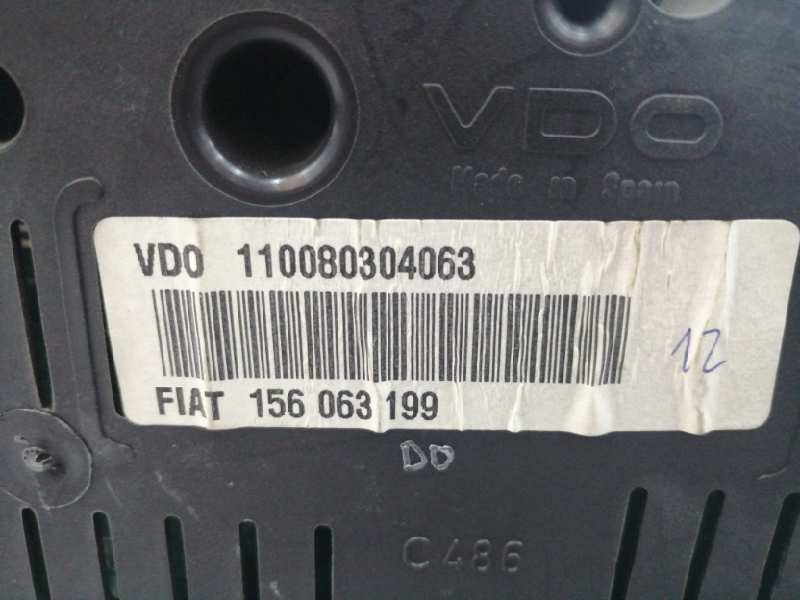 VDO
Made in Spain
VDO 110080304063
12
FIAT 156 063 199
DO
C486